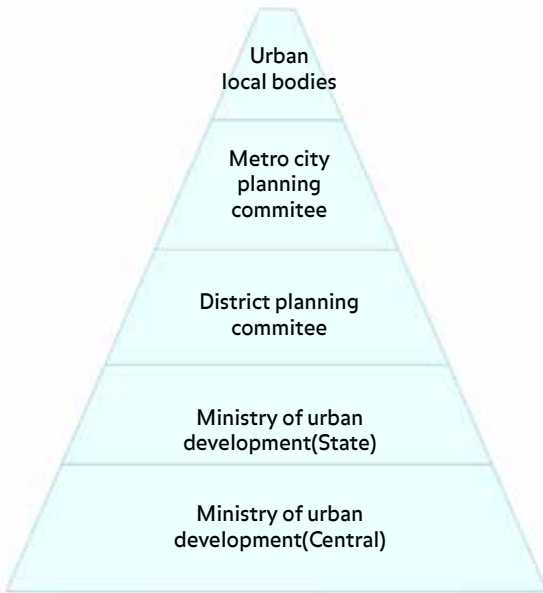 Urban
local bodies
Metro city
planning
commitee
District planning
commitee
Ministry of urban
development(State)
Ministry of urban
development(Central)